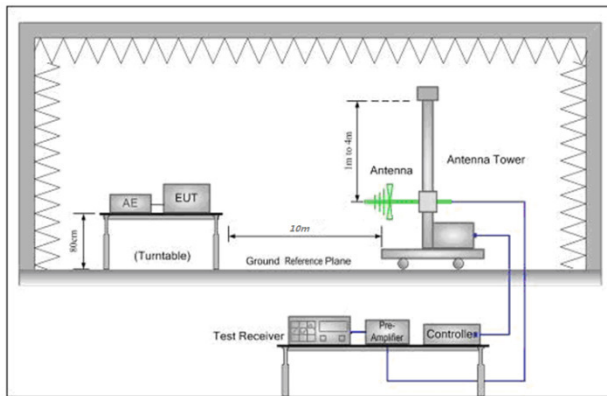 1m to 4m
Antenna
Antenna Tower
AE
EUT
80cm
10m
(Turntable)
Ground Reference Plane
Test Receiver
Pre-
Amplifier
Controller